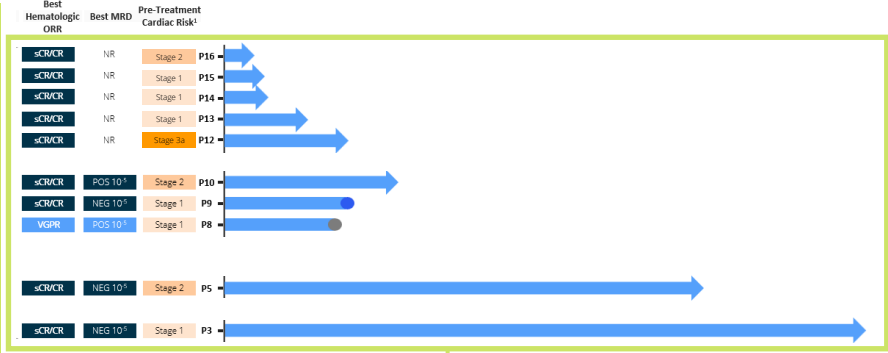 Best Hematologic ORR Best MRD Pre-Treatment Cardiac Risk¹
sCR/CR NR Stage 2 P16
sCR/CR NR Stage 1 P15
sCR/CR NR Stage 1 P14
sCR/CR NR Stage 1 P13
sCR/CR NR Stage 3a P12
sCR/CR POS 10⁻⁵ Stage 2 P10
sCR/CR NEG 10⁻⁵ Stage 1 P9
VGPR POS 10⁻⁵ Stage 1 P8
sCR/CR NEG 10⁻⁵ Stage 2 P5
sCR/CR NEG 10⁻⁵ Stage 1 P3